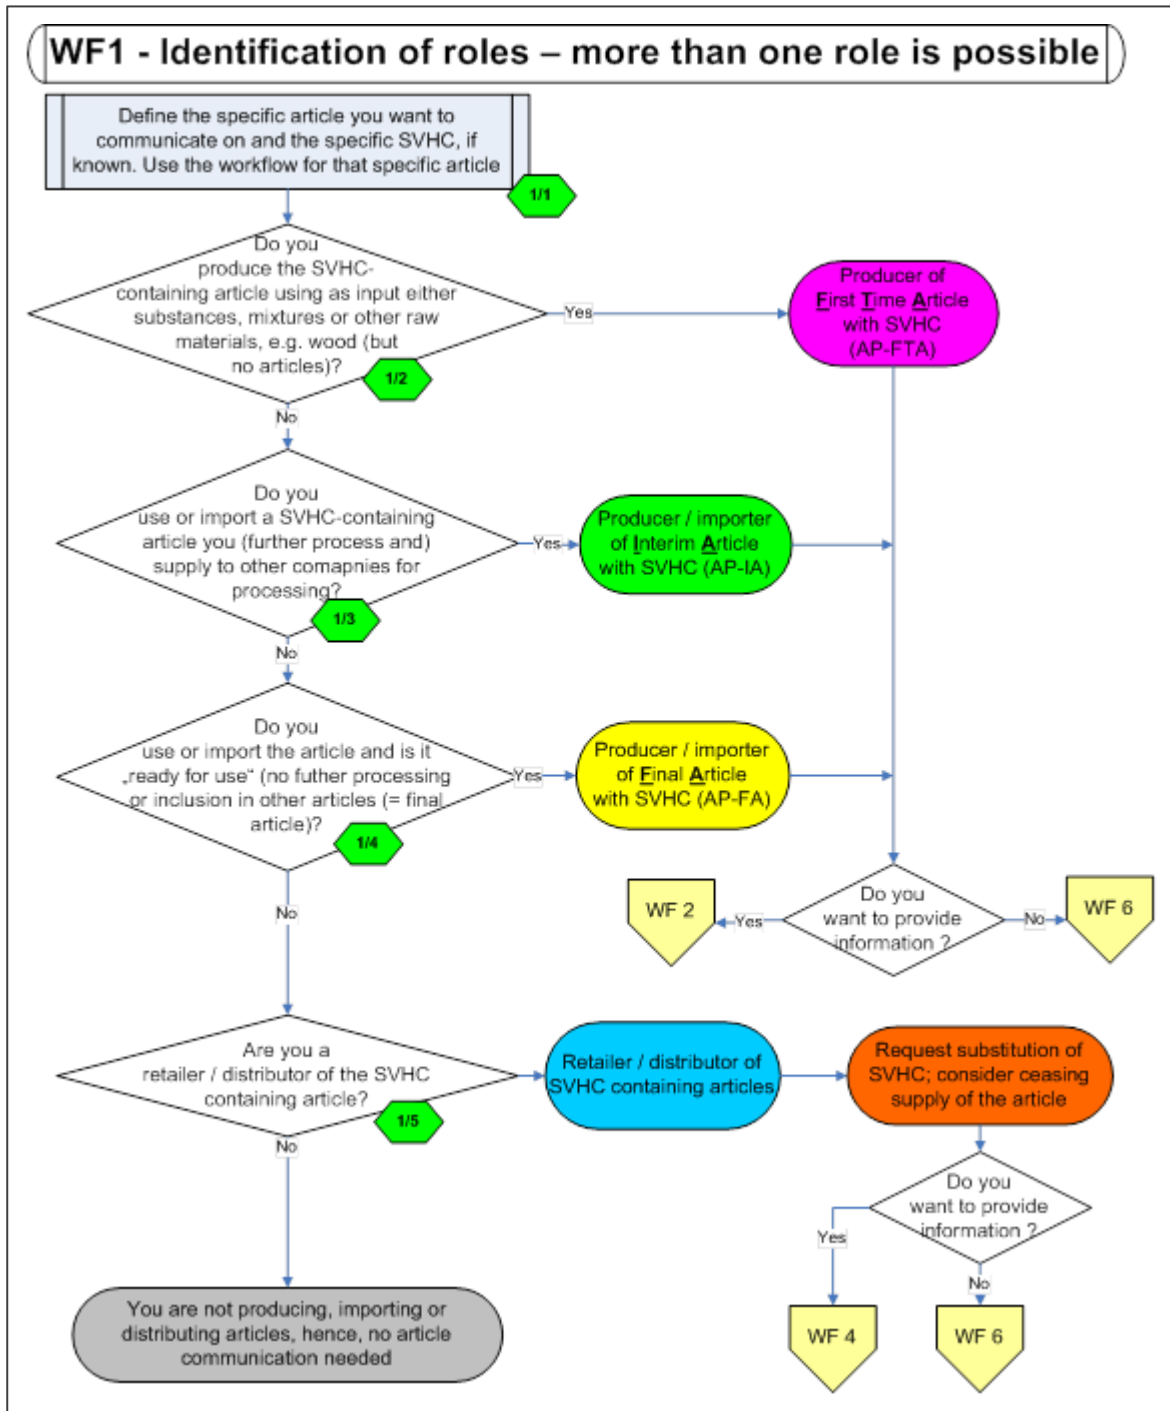 WF1 - Identification of roles – more than one role is possible
Define the specific article you want to
communicate on and the specific SVHC, if
known. Use the workflow for that specific article
1/1
Do you
produce the SVHC-
containing article using as input either
substances, mixtures or other raw
materials, e.g. wood (but
no articles)?
1/2
Yes
Producer of
First Time Article
with SVHC
(AP-FTA)
No
Do you
use or import a SVHC-containing
article you (further process and)
supply to other comapnies for
processing?
1/3
Yes
Producer / importer
of Interim Article
with SVHC (AP-IA)
No
Do you
use or import the article and is it
„ready for use“ (no futher processing
or inclusion in other articles (= final
article)?
1/4
Yes
Producer / importer
of Final Article
with SVHC (AP-FA)
No
Do you
want to provide
information ?
Yes
WF 2
No
WF 6
Are you a
retailer / distributor of the SVHC
containing article?
1/5
Retailer / distributor of
SVHC containing articles
Request substitution of
SVHC; consider ceasing
supply of the article
No
Do you
want to provide
information ?
Yes
WF 4
No
WF 6
You are not producing, importing or
distributing articles, hence, no article
communication needed